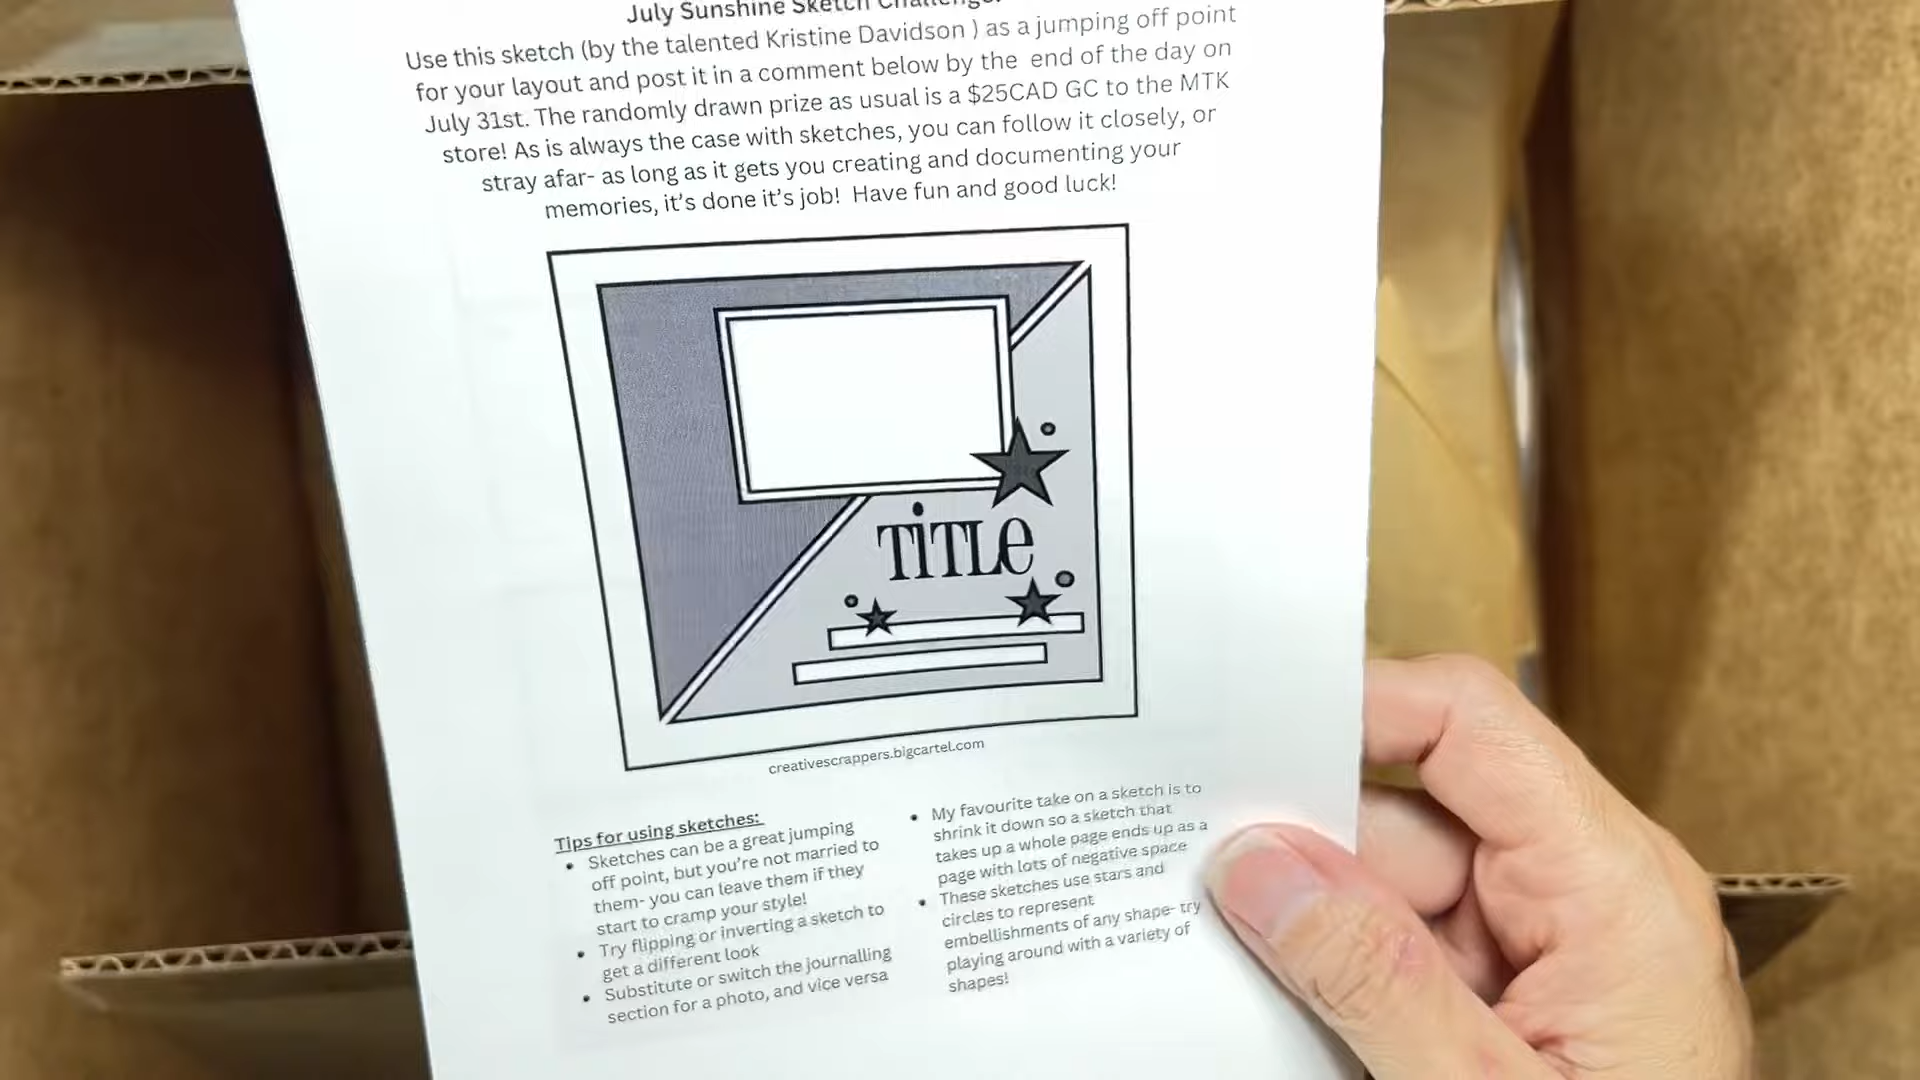 July Sunshine Sketch Challenge!
Use this sketch (by the talented Kristine Davidson ) as a jumping off point
for your layout and post it in a comment below by the end of the day on
July 31st. The randomly drawn prize as usual is a $25CAD GC to the MTK
store! As is always the case with sketches, you can follow it closely, or
stray afar- as long as it gets you creating and documenting your
memories, it's done it's job! Have fun and good luck!
TiTLe
creativescrappers.bigcartel.com
Tips for using sketches:
• Sketches can be a great jumping
off point, but you're not married to
them- you can leave them if they
start to cramp your style!
• Try flipping or inverting a sketch to
get a different look
• Substitute or switch the journalling
section for a photo, and vice versa
• My favourite take on a sketch is to
shrink it down so a sketch that
takes up a whole page ends up as a
page with lots of negative space
• These sketches use stars and
circles to represent
embellishments of any shape- try
playing around with a variety of
shapes!